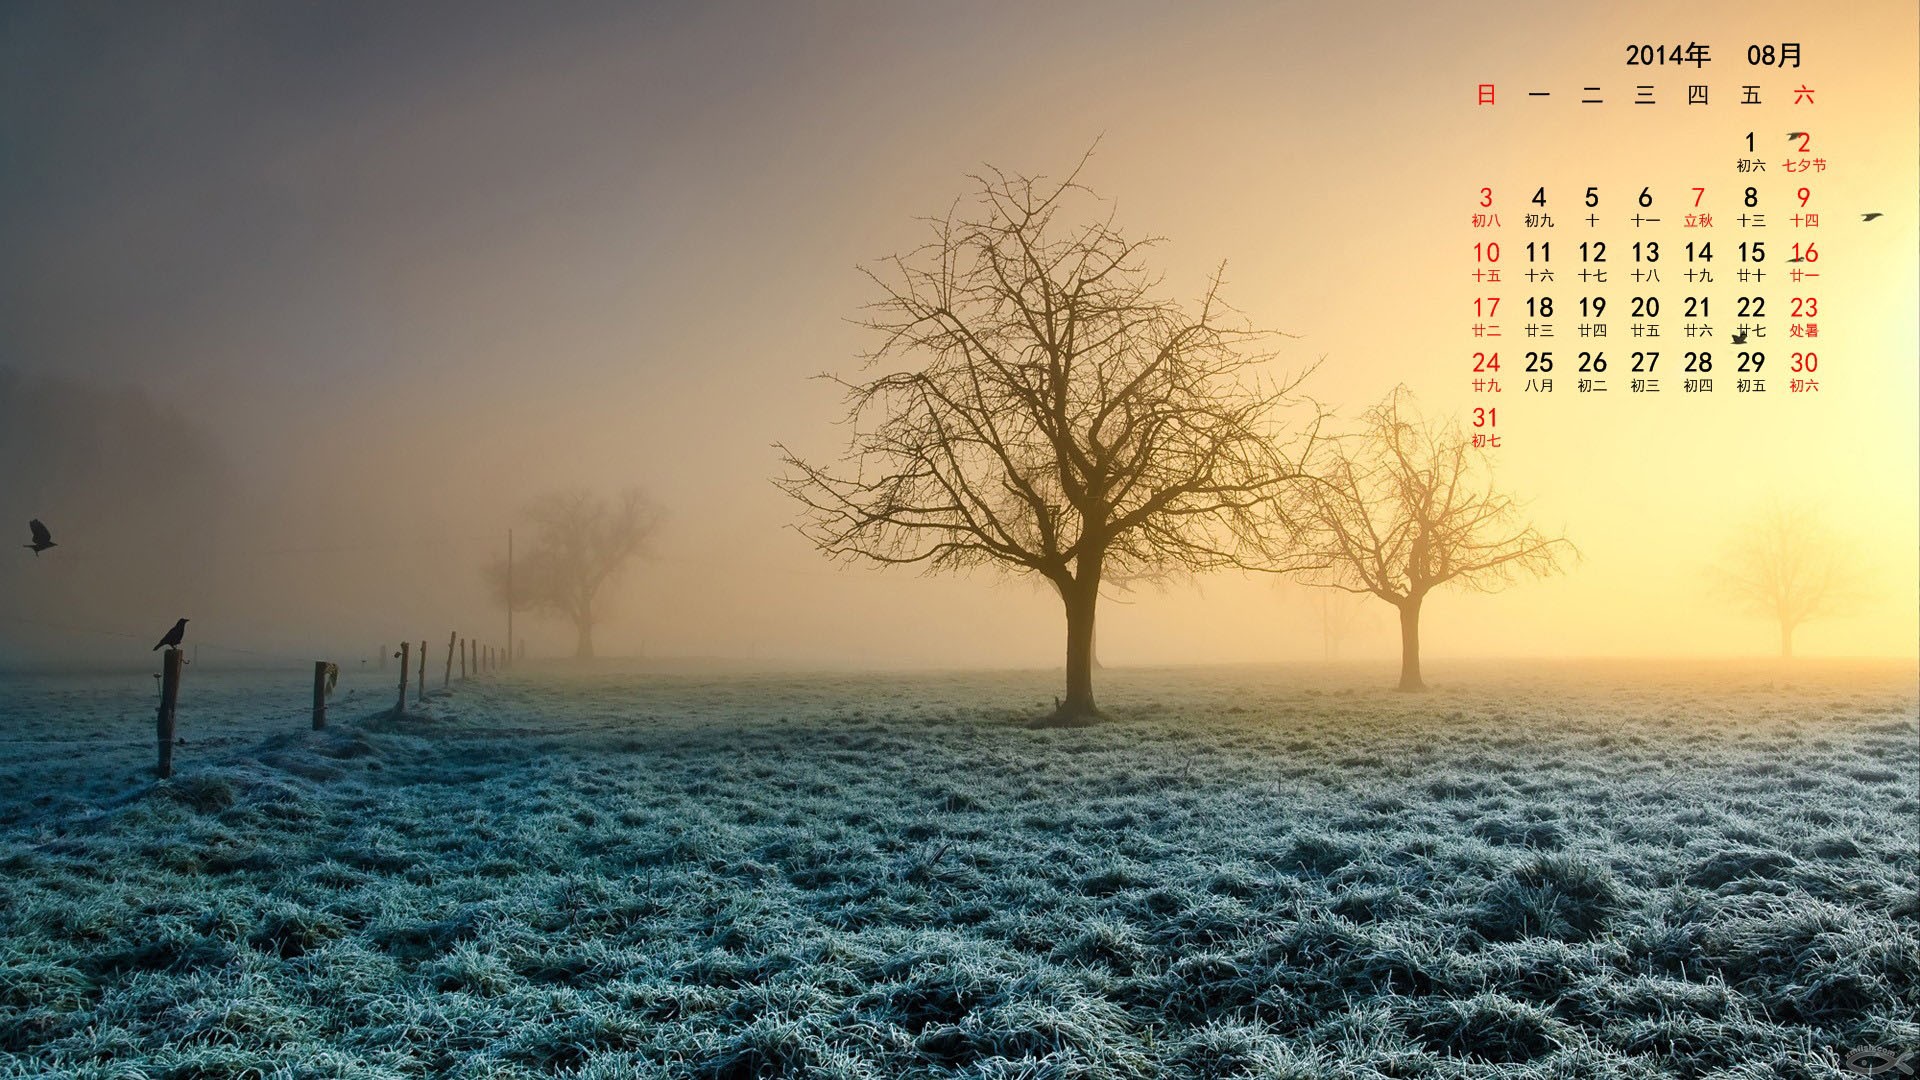 2014年 08月
日 一 二 三 四 五 六
1 2
初六 七夕节
3 4 5 6 7 8 9
初八 初九 十 十一 立秋 十三 十四
10 11 12 13 14 15 16
十五 十六 十七 十八 十九 廿十 廿一
17 18 19 20 21 22 23
廿二 廿三 廿四 廿五 廿六 廿七 处暑
24 25 26 27 28 29 30
廿九 八月 初二 初三 初四 初五 初六
31
初七